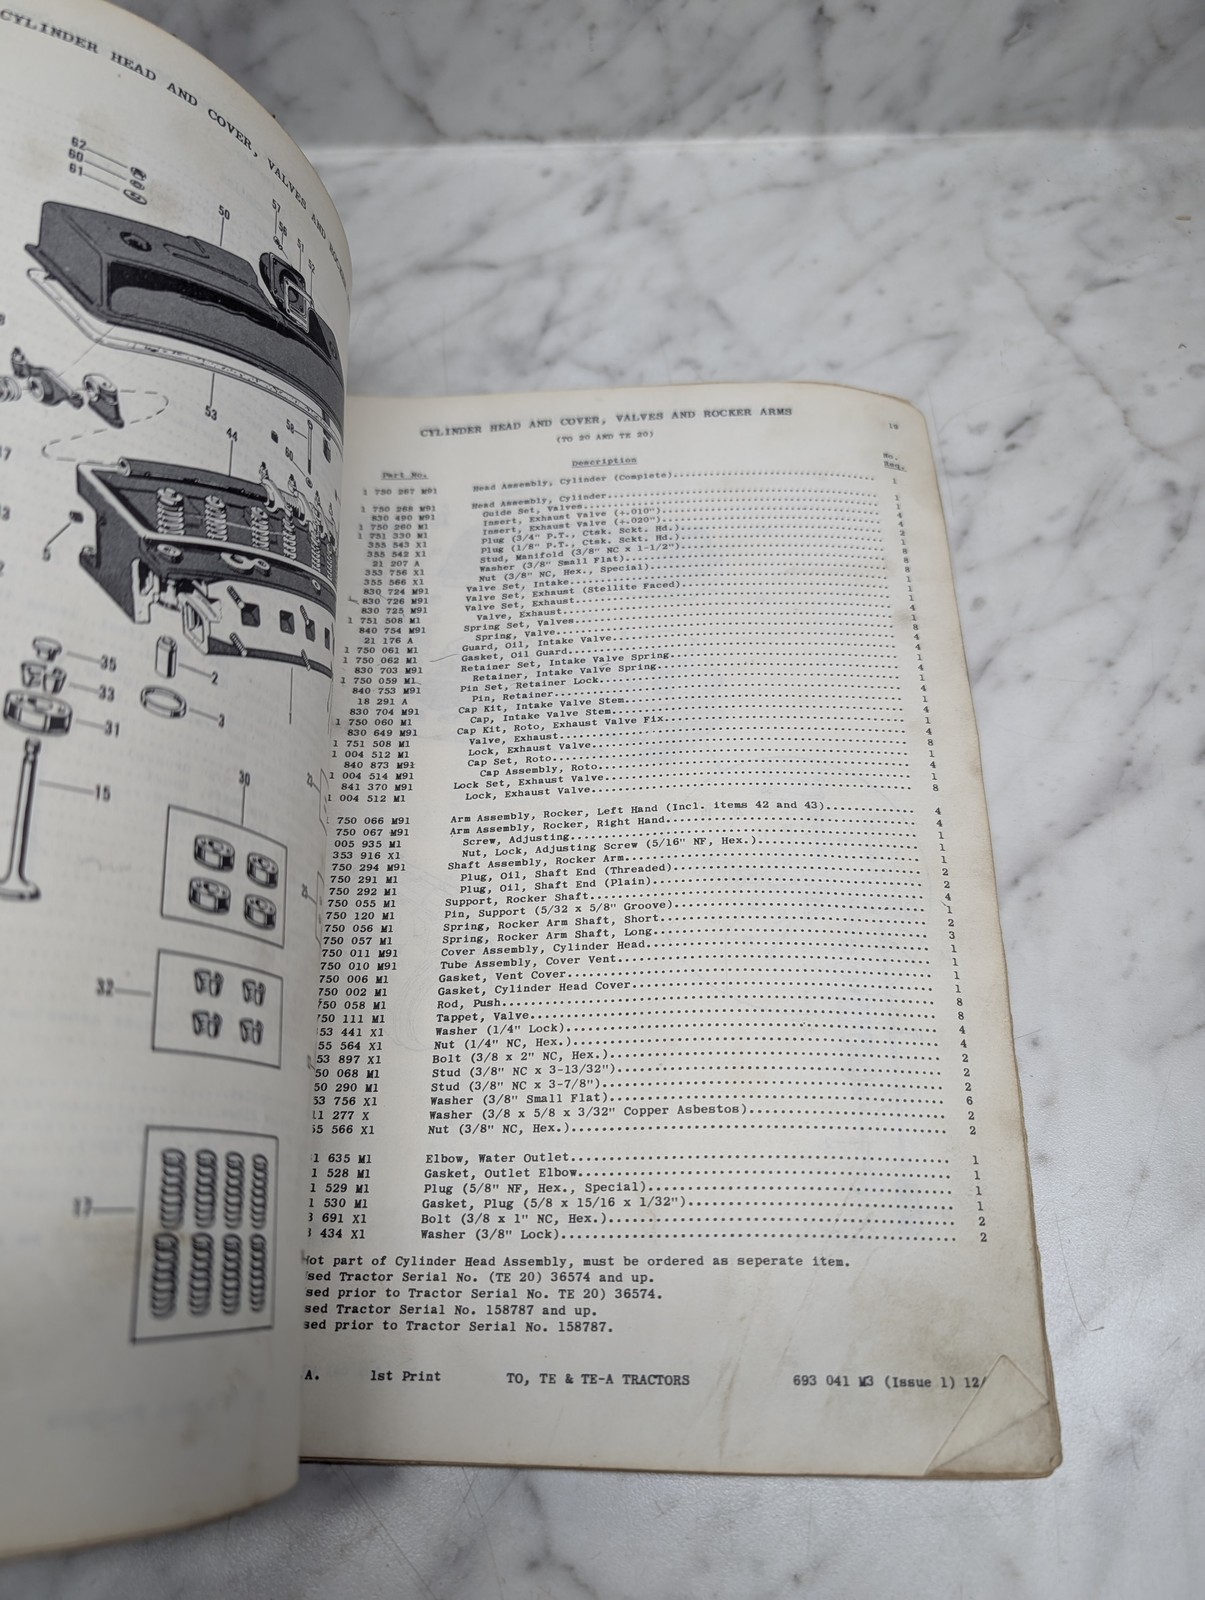 CYLINDER HEAD AND COVER, VALVES AND
62
60
61
50
57
56
51
52
53
58
44
60
6
35
33
2
31
3
15
30
32
17
CYLINDER HEAD AND COVER, VALVES AND ROCKER ARMS
19
(TO 20 AND TE 20)
Part No. Description No. Req.
1 750 267 M91 Head Assembly, Cylinder (Complete) 1
1 750 268 M91 Head Assembly, Cylinder 1
830 490 M91 Guide Set, Valves 1
1 750 260 M1 Insert, Exhaust Valve (+.010") 4
1 751 330 M1 Insert, Exhaust Valve (+.020") 4
355 543 X1 Plug (3/4" P.T., Ctsk. Sckt. Hd.) 2
355 542 X1 Plug (1/8" P.T., Ctsk. Sckt. Hd.) 1
21 207 A Stud, Manifold (3/8" NC x 1-1/2") 8
353 756 X1 Washer (3/8" Small Flat) 8
355 566 X1 Nut (3/8" NC, Hex., Special) 8
830 724 M91 Valve Set, Intake 1
830 726 M91 Valve Set, Exhaust (Stellite Faced) 1
830 725 M91 Valve Set, Exhaust 1
1 751 508 M1 Valve, Exhaust 4
840 754 M91 Spring Set, Valves 1
21 176 A Spring, Valve 8
1 750 061 M1 Guard, Oil, Intake Valve 4
1 750 062 M1 Gasket, Oil Guard 4
830 703 M91 Retainer Set, Intake Valve Spring 1
1 750 059 M1 Retainer, Intake Valve Spring 4
840 753 M91 Pin Set, Retainer Lock 1
18 291 A Pin, Retainer 4
830 704 M91 Cap Kit, Intake Valve Stem 1
1 750 060 M1 Cap, Intake Valve Stem 4
830 649 M91 Cap Kit, Roto, Exhaust Valve Fix 1
1 751 508 M1 Valve, Exhaust 4
1 004 512 M1 Lock, Exhaust Valve 8
840 873 M91 Cap Set, Roto 1
1 004 514 M91 Cap Assembly, Roto 4
841 370 M91 Lock Set, Exhaust Valve 1
1 004 512 M1 Lock, Exhaust Valve 8
750 066 M91 Arm Assembly, Rocker, Left Hand (Incl. items 42 and 43) 4
750 067 M91 Arm Assembly, Rocker, Right Hand 4
005 935 M1 Screw, Adjusting 1
353 916 X1 Nut, Lock, Adjusting Screw (5/16" NF, Hex.) 1
750 294 M91 Shaft Assembly, Rocker Arm 1
750 291 M1 Plug, Oil, Shaft End (Threaded) 2
750 292 M1 Plug, Oil, Shaft End (Plain) 2
750 055 M1 Support, Rocker Shaft 4
750 120 M1 Pin, Support (5/32 x 5/8" Groove) 1
750 056 M1 Spring, Rocker Arm Shaft, Short 2
750 057 M1 Spring, Rocker Arm Shaft, Long 3
750 011 M91 Cover Assembly, Cylinder Head 1
750 010 M91 Tube Assembly, Cover Vent 1
750 006 M1 Gasket, Vent Cover 1
750 002 M1 Gasket, Cylinder Head Cover 1
750 058 M1 Rod, Push 8
750 111 M1 Tappet, Valve 8
53 441 X1 Washer (1/4" Lock) 4
55 564 X1 Nut (1/4" NC, Hex.) 4
53 897 X1 Bolt (3/8 x 2" NC, Hex.) 2
50 068 M1 Stud (3/8" NC x 3-13/32") 2
50 290 M1 Stud (3/8" NC x 3-7/8") 2
53 756 X1 Washer (3/8" Small Flat) 6
11 277 X Washer (3/8 x 5/8 x 3/32" Copper Asbestos) 2
55 566 X1 Nut (3/8" NC, Hex.) 2
1 635 M1 Elbow, Water Outlet 1
1 528 M1 Gasket, Outlet Elbow 1
1 529 M1 Plug (5/8" NF, Hex., Special) 1
1 530 M1 Gasket, Plug (5/8 x 15/16 x 1/32") 1
691 X1 Bolt (3/8 x 1" NC, Hex.) 2
434 X1 Washer (3/8" Lock) 2
Not part of Cylinder Head Assembly, must be ordered as seperate item.
sed Tractor Serial No. (TE 20) 36574 and up.
sed prior to Tractor Serial No. TE 20) 36574.
sed Tractor Serial No. 158787 and up.
sed prior to Tractor Serial No. 158787.
A. 1st Print TO, TE & TE-A TRACTORS 693 041 M3 (Issue 1) 12/